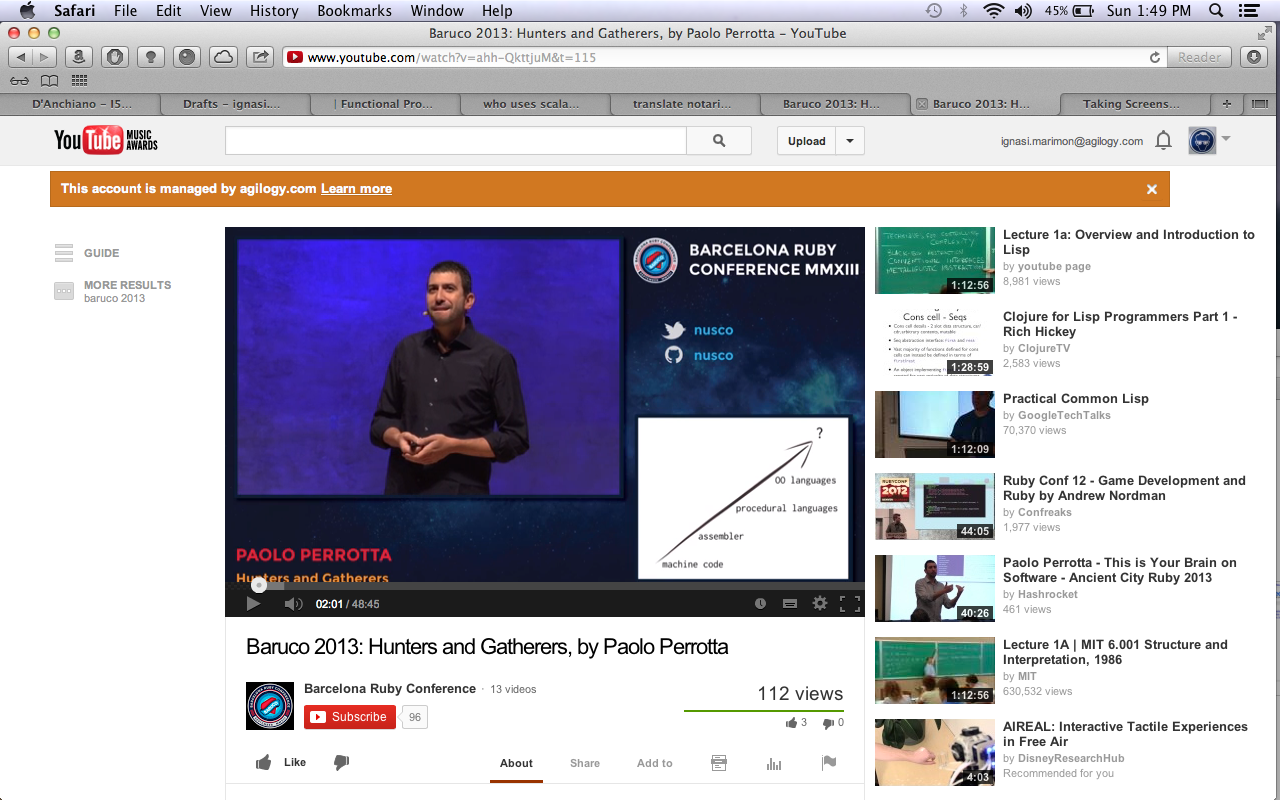 Safari File Edit View History Bookmarks Window Help 45% Sun 1:49 PM
Baruco 2013: Hunters and Gatherers, by Paolo Perrotta – YouTube
www.youtube.com/watch?v=ahh-QkttjuM&t=115 Reader
D'Anchiano – I5... Drafts – ignasi.... | Functional Pro... who uses scala... translate notari... Baruco 2013: H... Baruco 2013: H... Taking Screens...
YouTube MUSIC AWARDS
Upload
ignasi.marimon@agilogy.com
This account is managed by agilogy.com Learn more
GUIDE
MORE RESULTS
baruco 2013
BARCELONA RUBY
CONFERENCE MMXIII
nusco
nusco
?
OO languages
procedural languages
assembler
machine code
PAOLO PERROTTA
Hunters and Gatherers
02:01 / 48:45
Baruco 2013: Hunters and Gatherers, by Paolo Perrotta
Barcelona Ruby Conference · 13 videos
Subscribe 96
112 views
3 0
Like
About Share Add to
1:12:56
Lecture 1a: Overview and Introduction to
Lisp
by youtube page
8,981 views
Cons cell - Seqs
1:28:59
Clojure for Lisp Programmers Part 1 -
Rich Hickey
by ClojureTV
2,583 views
1:12:09
Practical Common Lisp
by GoogleTechTalks
70,370 views
RUBYCONF
2012
44:05
Ruby Conf 12 - Game Development and
Ruby by Andrew Nordman
by Confreaks
1,977 views
40:26
Paolo Perrotta - This is Your Brain on
Software - Ancient City Ruby 2013
by Hashrocket
461 views
1:12:56
Lecture 1A | MIT 6.001 Structure and
Interpretation, 1986
by MIT
630,532 views
4:03
AIREAL: Interactive Tactile Experiences
in Free Air
by DisneyResearchHub
Recommended for you